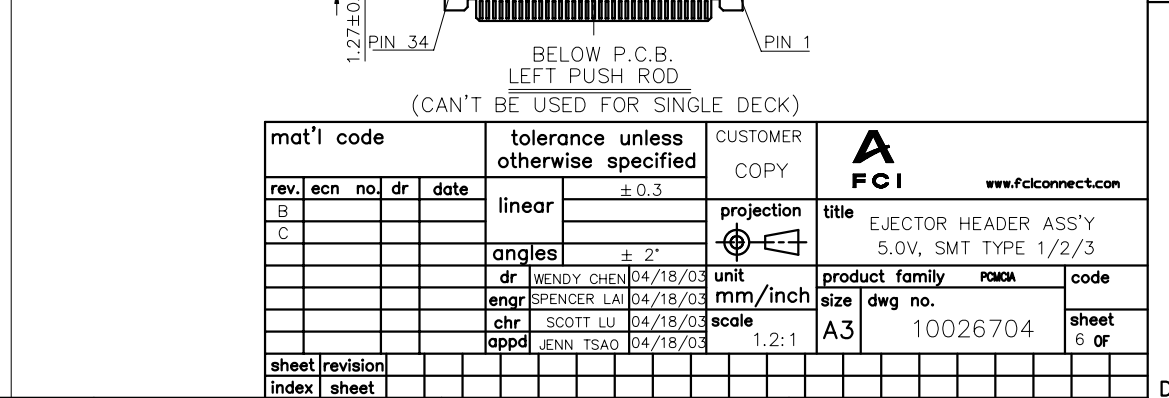 1.27±0.
PIN 34
PIN 1
BELOW P.C.B.
LEFT PUSH ROD
(CAN'T BE USED FOR SINGLE DECK)
mat'l code
tolerance unless
otherwise specified
CUSTOMER
COPY
FCI
www.fciconnect.com
rev. ecn no. dr date
linear
±0.3
B
C
projection
title
EJECTOR HEADER ASS'Y
5.0V, SMT TYPE 1/2/3
angles
± 2°
dr WENDY CHEN 04/18/03
engr SPENCER LAI 04/18/03
chr SCOTT LU 04/18/03
appd JENN TSAO 04/18/03
unit
mm/inch
scale
1.2:1
product family PCMCIA
code
size
A3
dwg no.
10026704
sheet
6 OF
sheet revision
index sheet
D